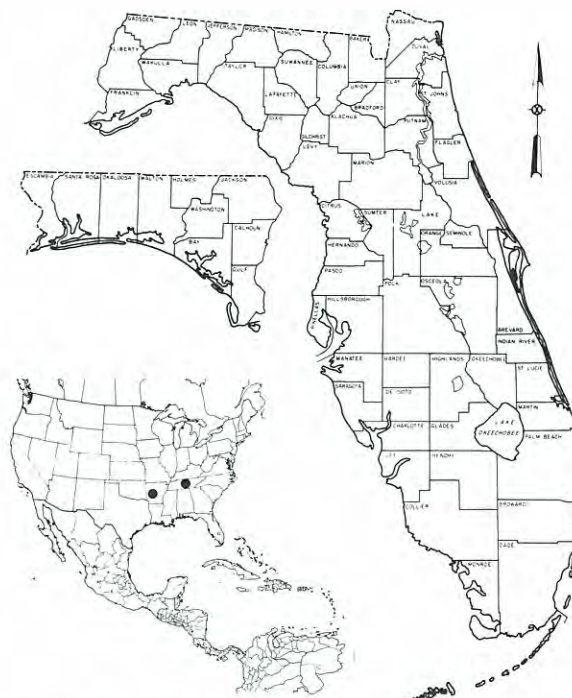 NASSAU
GADSDEN
LEON
JEFFERSON
MADISON
HAMILTON
BAKER
DUVAL
LIBERTY
WAKULLA
TAYLOR
SUWANNEE
COLUMBIA
UNION
CLAY
ST JOHNS
FRANKLIN
LAFAYETTE
BRADFORD
PUTNAM
DIXIE
GILCHRIST
ALACHUA
FLAGLER
LEVY
MARION
VOLUSIA
ESCAMBIA
SANTA ROSA
OKALOOSA
WALTON
HOLMES
JACKSON
WASHINGTON
BAY
CALHOUN
GULF
CITRUS
SUMTER
LAKE
HERNANDO
ORANGE
SEMINOLE
PASCO
OSCEOLA
PINELLAS
HILLSBOROUGH
POLK
BREVARD
INDIAN RIVER
MANATEE
HARDEE
HIGHLANDS
OKEECHOBEE
ST LUCIE
SARASOTA
DE SOTO
MARTIN
CHARLOTTE
GLADES
LAKE
OKEECHOBEE
PALM BEACH
LEE
HENDRY
COLLIER
BROWARD
DADE
MONROE